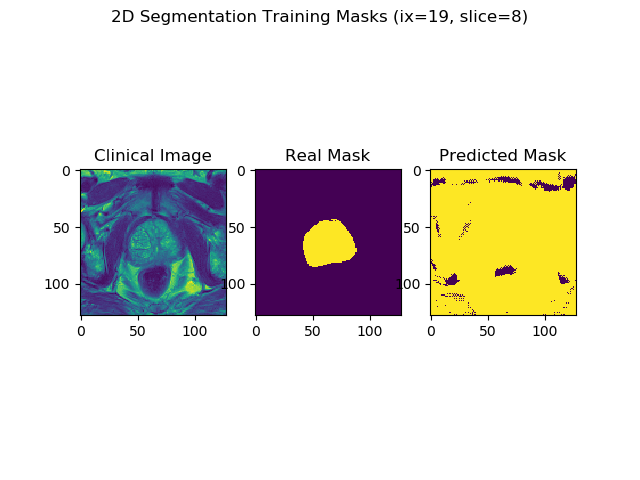 2D Segmentation Training Masks (ix=19, slice=8)
Clinical Image Real Mask Predicted Mask
0 0 0
50 50 50
100 100 100
0 50 100 0 50 100 0 50 100